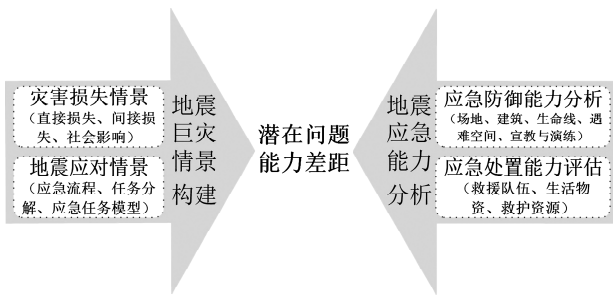 灾害损失情景
（直接损失、间接损
失、社会影响）
地震应对情景
（应急流程、任务分
解、应急任务模型）
地震
巨灾
情景
构建
潜在问题
能力差距
地震
应急
能力
分析
应急防御能力分析
（场地、建筑、生命线、遇
难空间、宣教与演练）
应急处置能力评估
（救援队伍、生活物
资、救护资源）